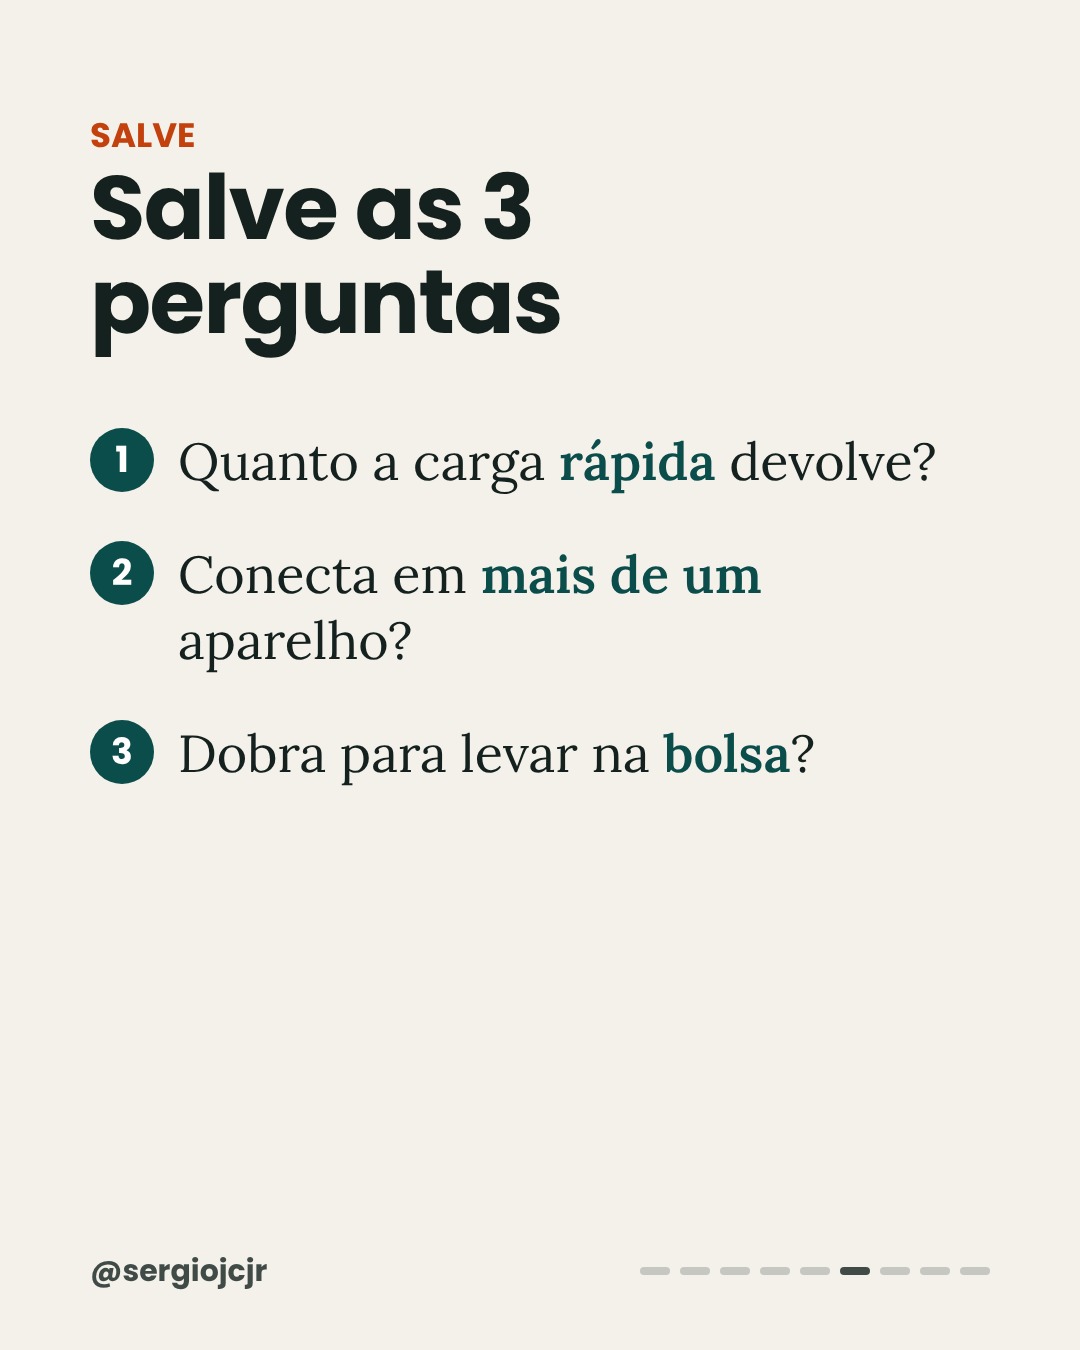 SALVE
Salve as 3
perguntas
1 Quanto a carga rápida devolve?
2 Conecta em mais de um
aparelho?
3 Dobra para levar na bolsa?
@sergiojcjr